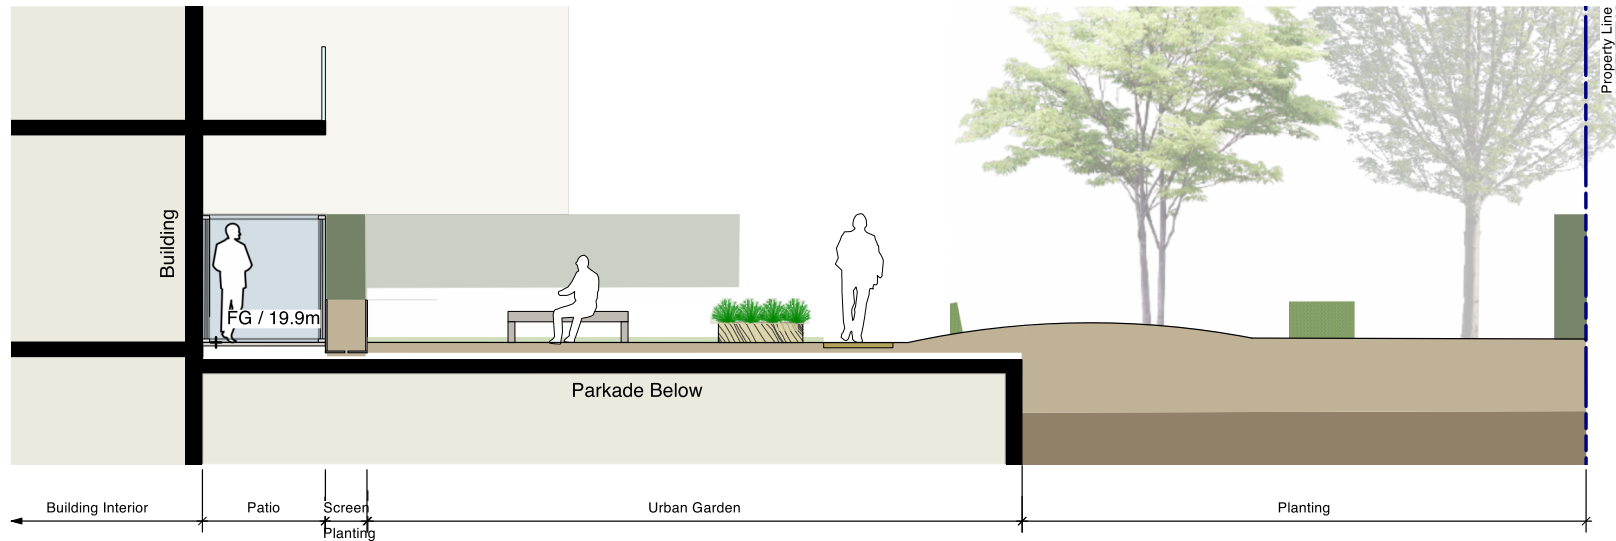 Property Line
Building
FG / 19.9m
Parkade Below
Building Interior
Patio
Screen
Planting
Urban Garden
Planting